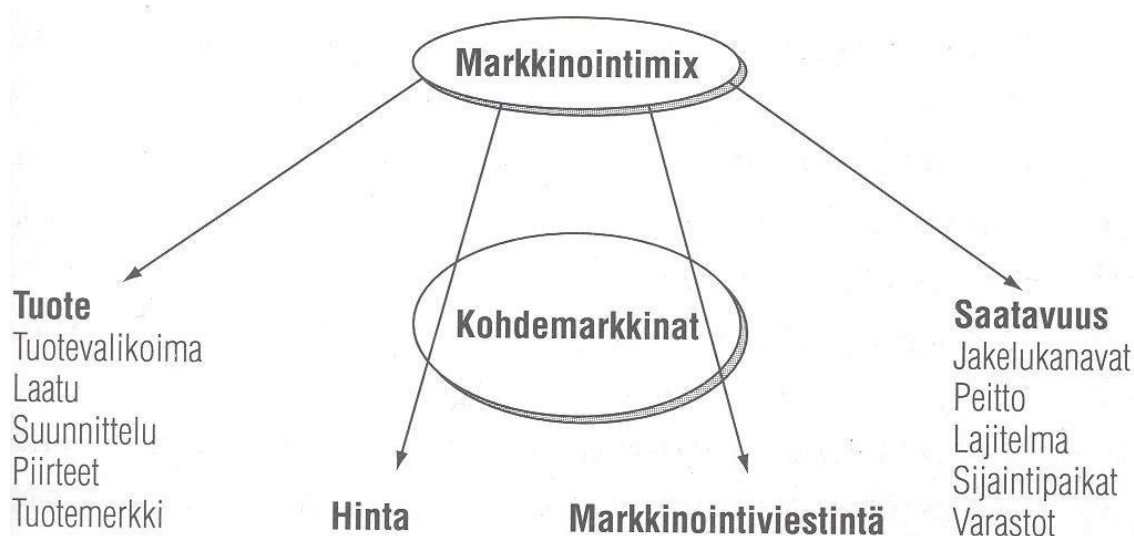 Markkinointimix
Kohdemarkkinat
Tuote
Tuotevalikoima
Laatu
Suunnittelu
Piirteet
Tuotemerkki
Hinta
Markkinointiviestintä
Saatavuus
Jakelukanavat
Peitto
Lajitelma
Sijaintipaikat
Varastot